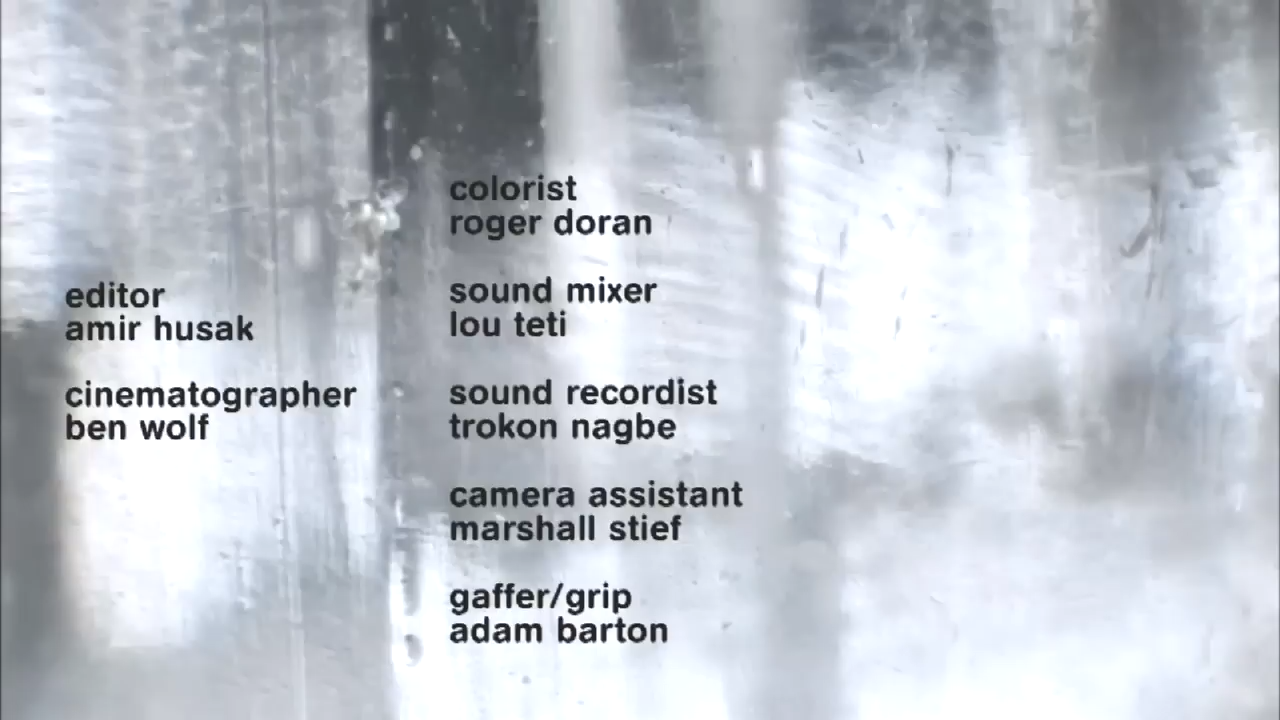 editor
amir husak
cinematographer
ben wolf
colorist
roger doran
sound mixer
lou teti
sound recordist
trokon nagbe
camera assistant
marshall stief
gaffer/grip
adam barton